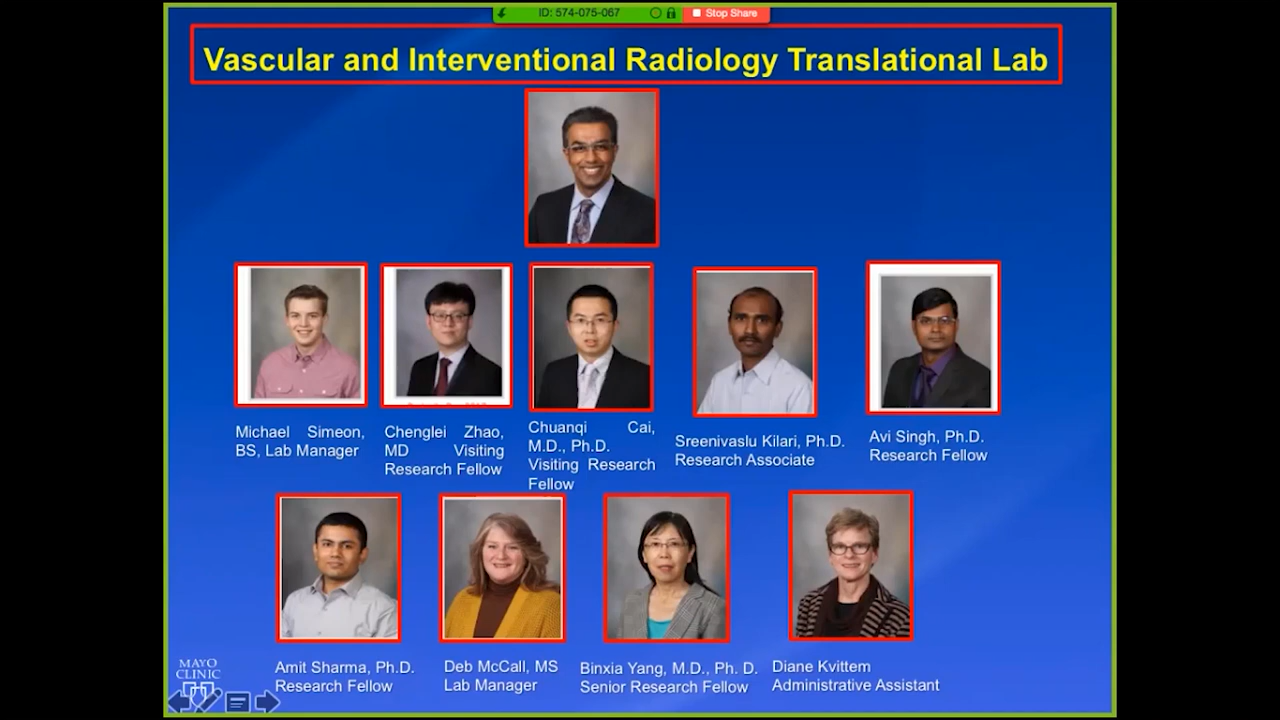 ID: 574-075-067
Stop Share
Vascular and Interventional Radiology Translational Lab
Michael Simeon,
BS, Lab Manager
Chenglei Zhao,
MD Visiting
Research Fellow
Chuanqi Cai,
M.D., Ph.D.
Visiting Research
Fellow
Sreenivaslu Kilari, Ph.D.
Research Associate
Avi Singh, Ph.D.
Research Fellow
Amit Sharma, Ph.D.
Research Fellow
Deb McCall, MS
Lab Manager
Binxia Yang, M.D., Ph. D.
Senior Research Fellow
Diane Kvittem
Administrative Assistant
MAYO
CLINIC